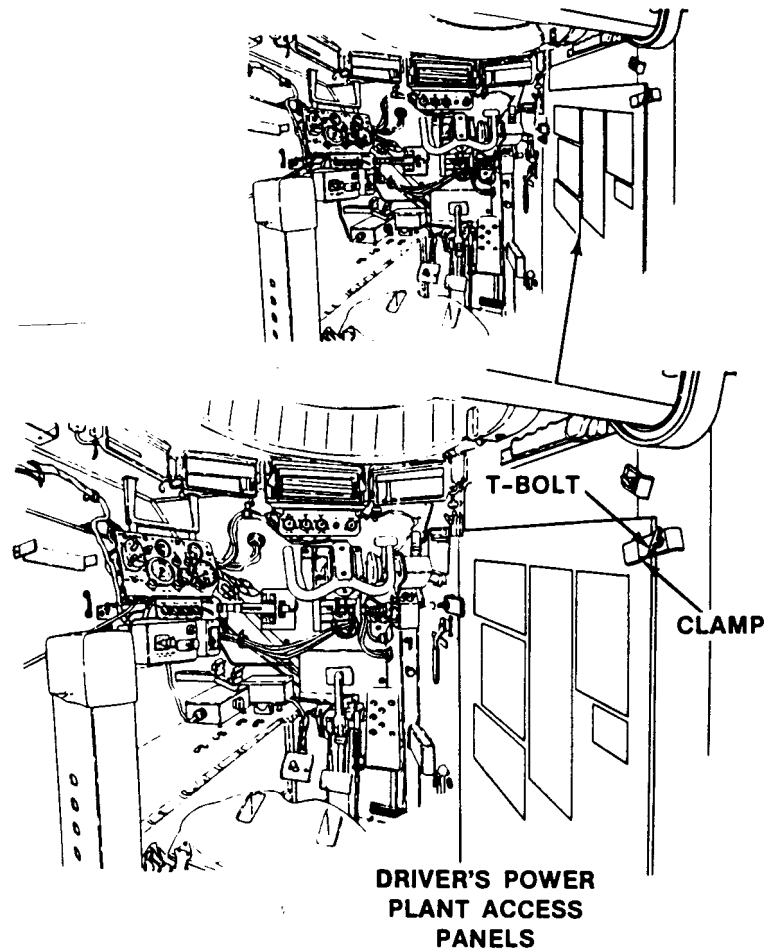 T-BOLT
CLAMP
DRIVER'S POWER
PLANT ACCESS
PANELS